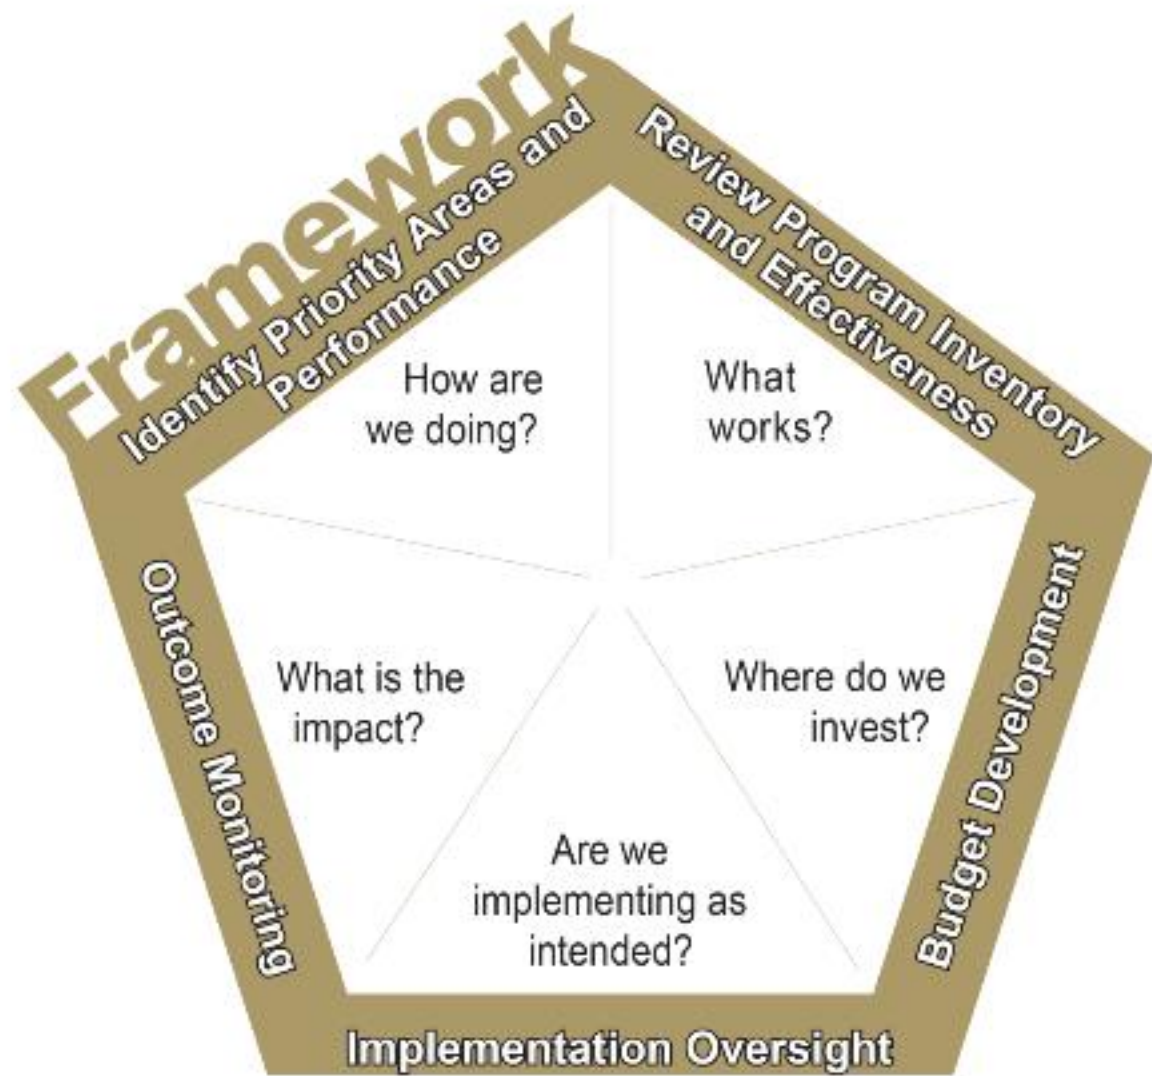 Framework
Identify Priority Areas and
Performance
Review Program Inventory
and Effectiveness
How are
we doing?
What
works?
Outcome Monitoring
What is the
impact?
Where do we
invest?
Budget Development
Are we
implementing as
intended?
Implementation Oversight